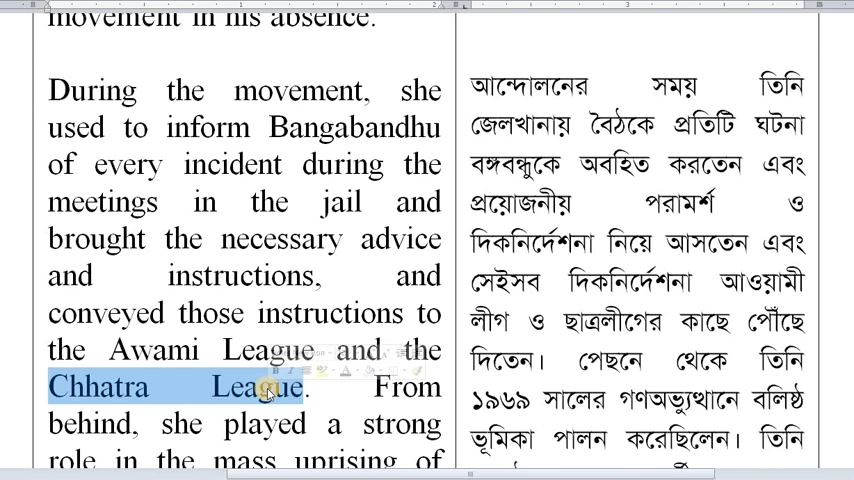 movement in his absence.
During the movement, she
used to inform Bangabandhu
of every incident during the
meetings in the jail and
brought the necessary advice
and instructions, and
conveyed those instructions to
the Awami League and the
Chhatra League. From
behind, she played a strong
role in the mass uprising of
আন্দোলনের সময় তিনি
জেলখানায় বৈঠকে প্রতিটি ঘটনা
বঙ্গবন্ধুকে অবহিত করতেন এবং
প্রয়োজনীয় পরামর্শ ও
দিকনির্দেশনা নিয়ে আসতেন এবং
সেইসব দিকনির্দেশনা আওয়ামী
লীগ ও ছাত্রলীগের কাছে পৌঁছে
দিতেন। পেছনে থেকে তিনি
১৯৬৯ সালের গণঅভ্যুত্থানে বলিষ্ঠ
ভূমিকা পালন করেছিলেন। তিনি